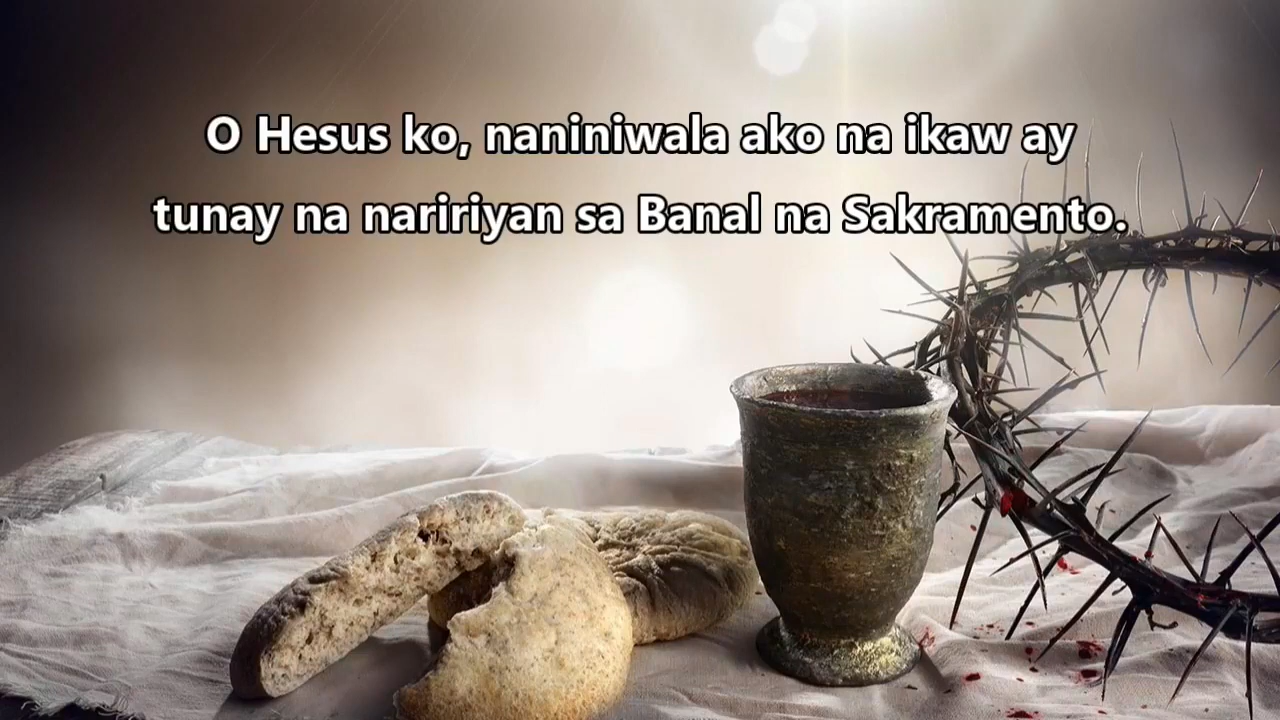 O Hesus ko, naniniwala ako na ikaw ay
tunay na naririyan sa Banal na Sakramento.